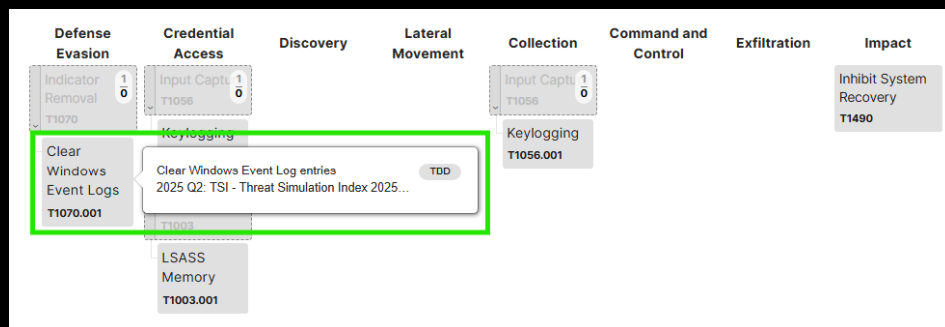 Defense
Evasion
Credential
Access
Discovery
Lateral
Movement
Collection
Command and
Control
Exfiltration
Impact
Indicator
Removal
T1070
1
0
Input Captu
T1056
1
0
Input Captu
T1056
1
0
Inhibit System
Recovery
T1490
Clear
Windows
Event Logs
T1070.001
Keylogging
Clear Windows Event Log entries
TBD
2025 Q2: TSI - Threat Simulation Index 2025...
T1003
Keylogging
T1056.001
LSASS
Memory
T1003.001